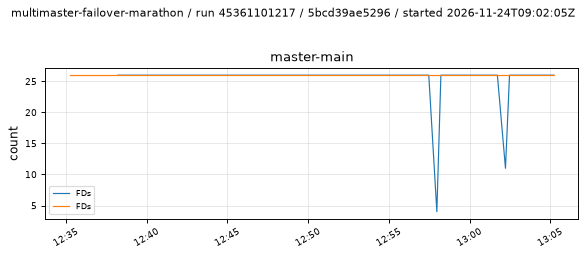 multimaster-failover-marathon / run 45361101217 / 5bcd39ae5296 / started 2026-11-24T09:02:05Z
master-main
count
25
20
15
10
5
FDs
FDs
12:35
12:40
12:45
12:50
12:55
13:00
13:05